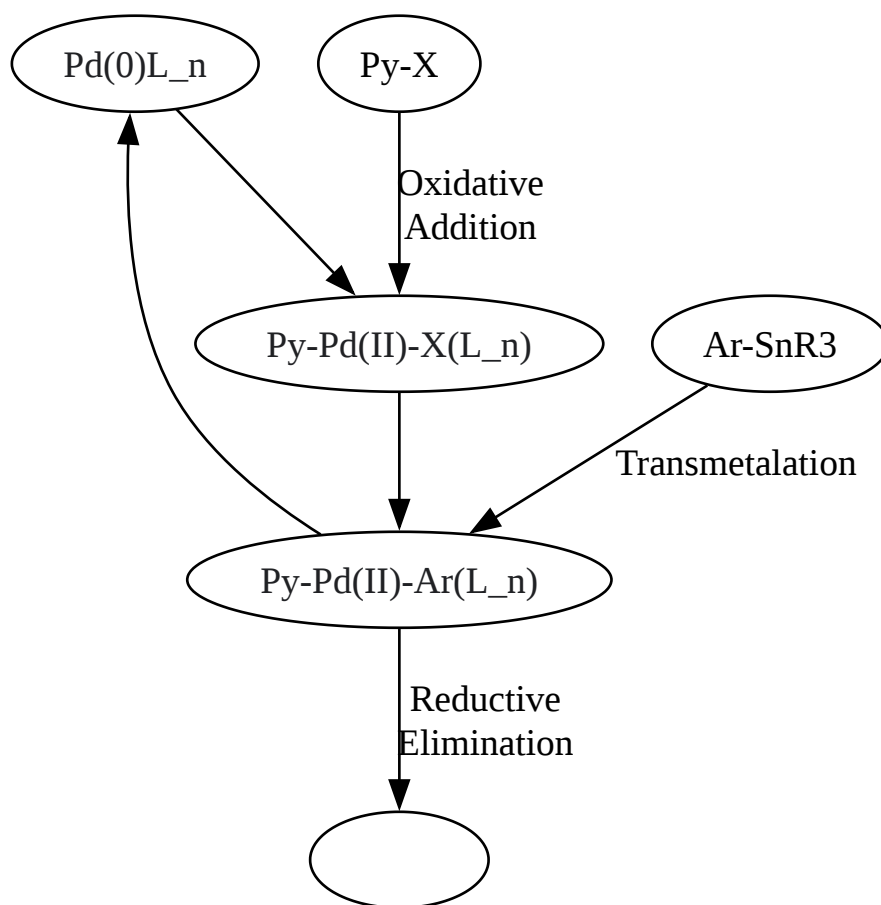 Pd(0)L_n
Py-X
Oxidative
Addition
Py-Pd(II)-X(L_n)
Ar-SnR3
Transmetalation
Py-Pd(II)-Ar(L_n)
Reductive
Elimination